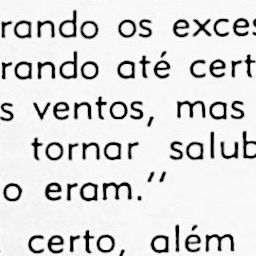 rando os exces
rando até cert
s ventos, mas
tornar salub
o eram."
certo, além